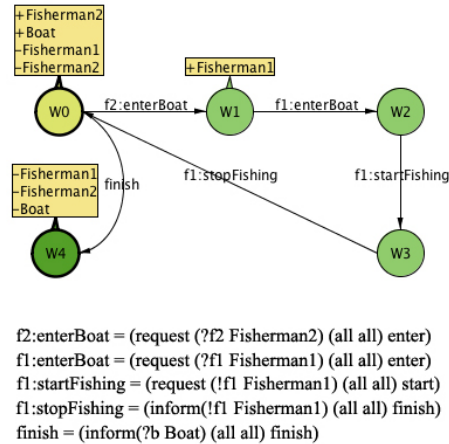 +Fisherman2
+Boat
−Fisherman1
−Fisherman2
+Fisherman1
W0
f2:enterBoat
W1
f1:enterBoat
W2
f1:stopFishing
f1:startFishing
finish
−Fisherman1
−Fisherman2
−Boat
W4
W3
f2:enterBoat = (request (?f2 Fisherman2) (all all) enter)
f1:enterBoat = (request (?f1 Fisherman1) (all all) enter)
f1:startFishing = (request (!f1 Fisherman1) (all all) start)
f1:stopFishing = (inform(!f1 Fisherman1) (all all) finish)
finish = (inform(?b Boat) (all all) finish)